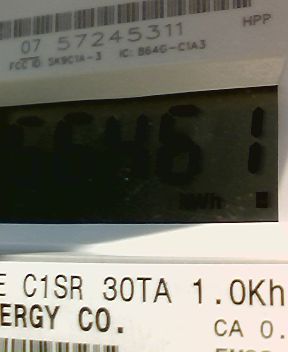 HPP
07 57245311
FCC ID: SK9C1A-3 IC: 864G-C1A3
kWh
E C1SR 30TA 1.0Kh
ERGY CO.
CA 0.